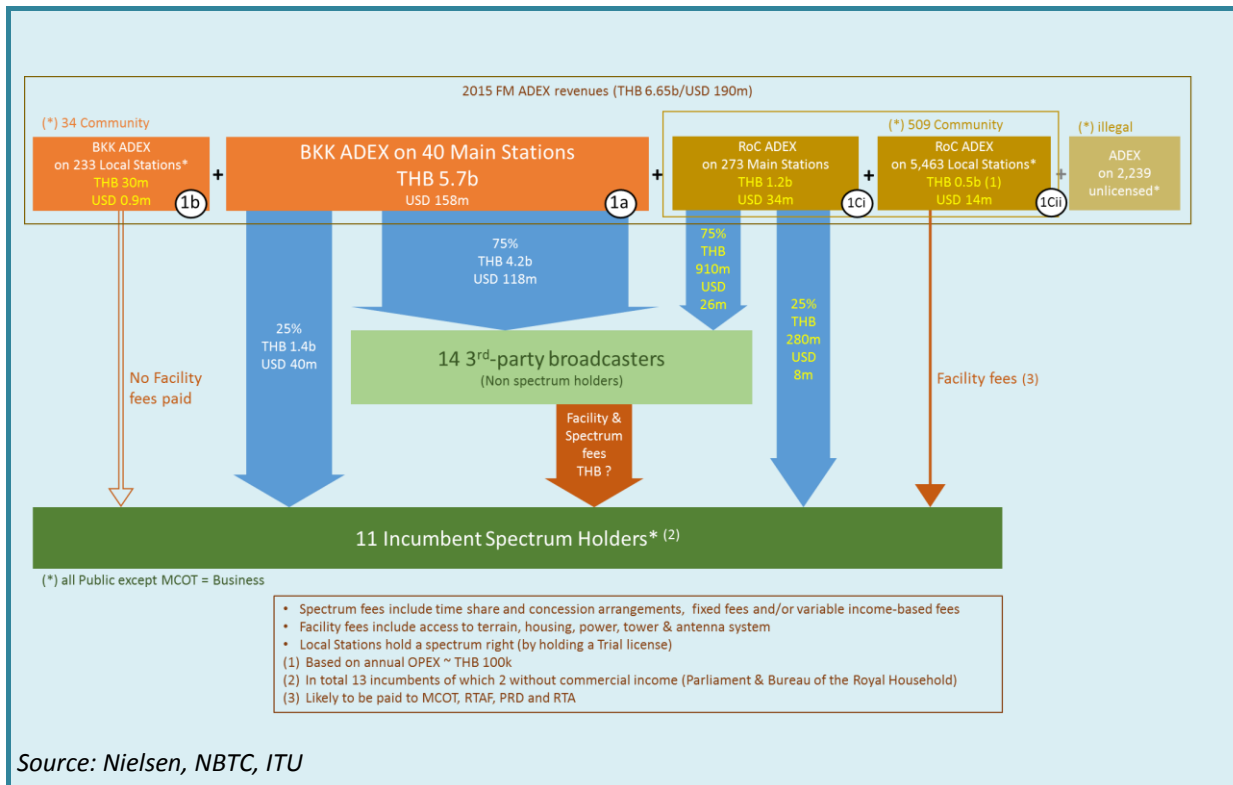 2015 FM ADEX revenues (THB 6.65b/USD 190m)
(*) 34 Community
BKK ADEX
on 233 Local Stations*
THB 30m
USD 0.9m
1b
+
BKK ADEX on 40 Main Stations
THB 5.7b
USD 158m
1a
+
RoC ADEX
on 273 Main Stations
THB 1.2b
USD 34m
1Ci
+
(*) 509 Community
RoC ADEX
on 5,463 Local Stations*
THB 0.5b (1)
USD 14m
1Cii
+
(*) illegal
ADEX
on 2,239
unlicensed*
No Facility
fees paid
25%
THB 1.4b
USD 40m
75%
THB 4.2b
USD 118m
75%
THB
910m
USD
26m
25%
THB
280m
USD
8m
14 3rd-party broadcasters
(Non spectrum holders)
Facility &
Spectrum
fees
THB ?
Facility fees (3)
11 Incumbent Spectrum Holders* (2)
(*) all Public except MCOT = Business
• Spectrum fees include time share and concession arrangements, fixed fees and/or variable income-based fees
• Facility fees include access to terrain, housing, power, tower & antenna system
• Local Stations hold a spectrum right (by holding a Trial license)
(1) Based on annual OPEX ~ THB 100k
(2) In total 13 incumbents of which 2 without commercial income (Parliament & Bureau of the Royal Household)
(3) Likely to be paid to MCOT, RTAF, PRD and RTA
Source: Nielsen, NBTC, ITU